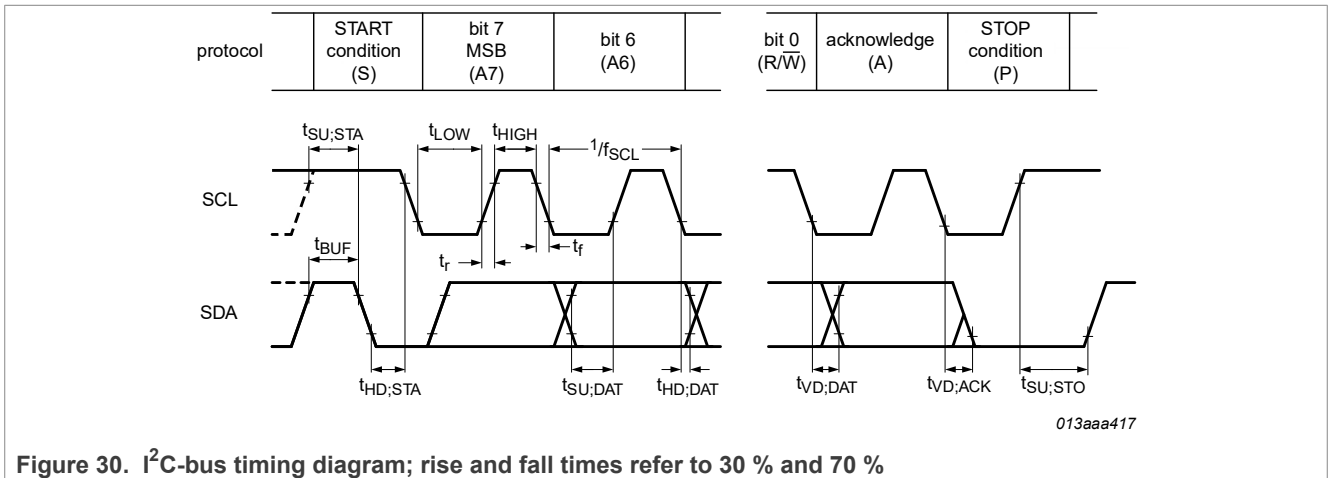 protocol
START
condition
(S)
bit 7
MSB
(A7)
bit 6
(A6)
bit 0
(R/W̅)
acknowledge
(A)
STOP
condition
(P)
tSU;STA
tLOW
tHIGH
1/fSCL
SCL
tBUF
tr
tf
SDA
tHD;STA
tSU;DAT
tHD;DAT
tVD;DAT
tVD;ACK
tSU;STO
013aaa417
Figure 30. I²C-bus timing diagram; rise and fall times refer to 30 % and 70 %